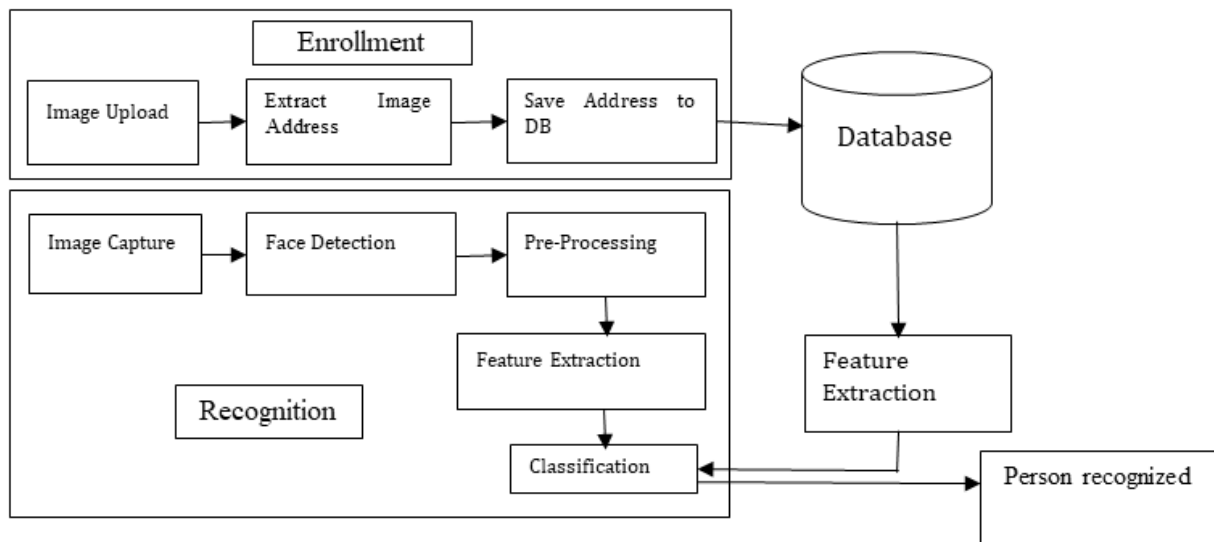 Enrollment
Image Upload
Extract Image
Address
Save Address to
DB
Database
Image Capture
Face Detection
Pre-Processing
Feature Extraction
Feature
Extraction
Recognition
Classification
Person recognized